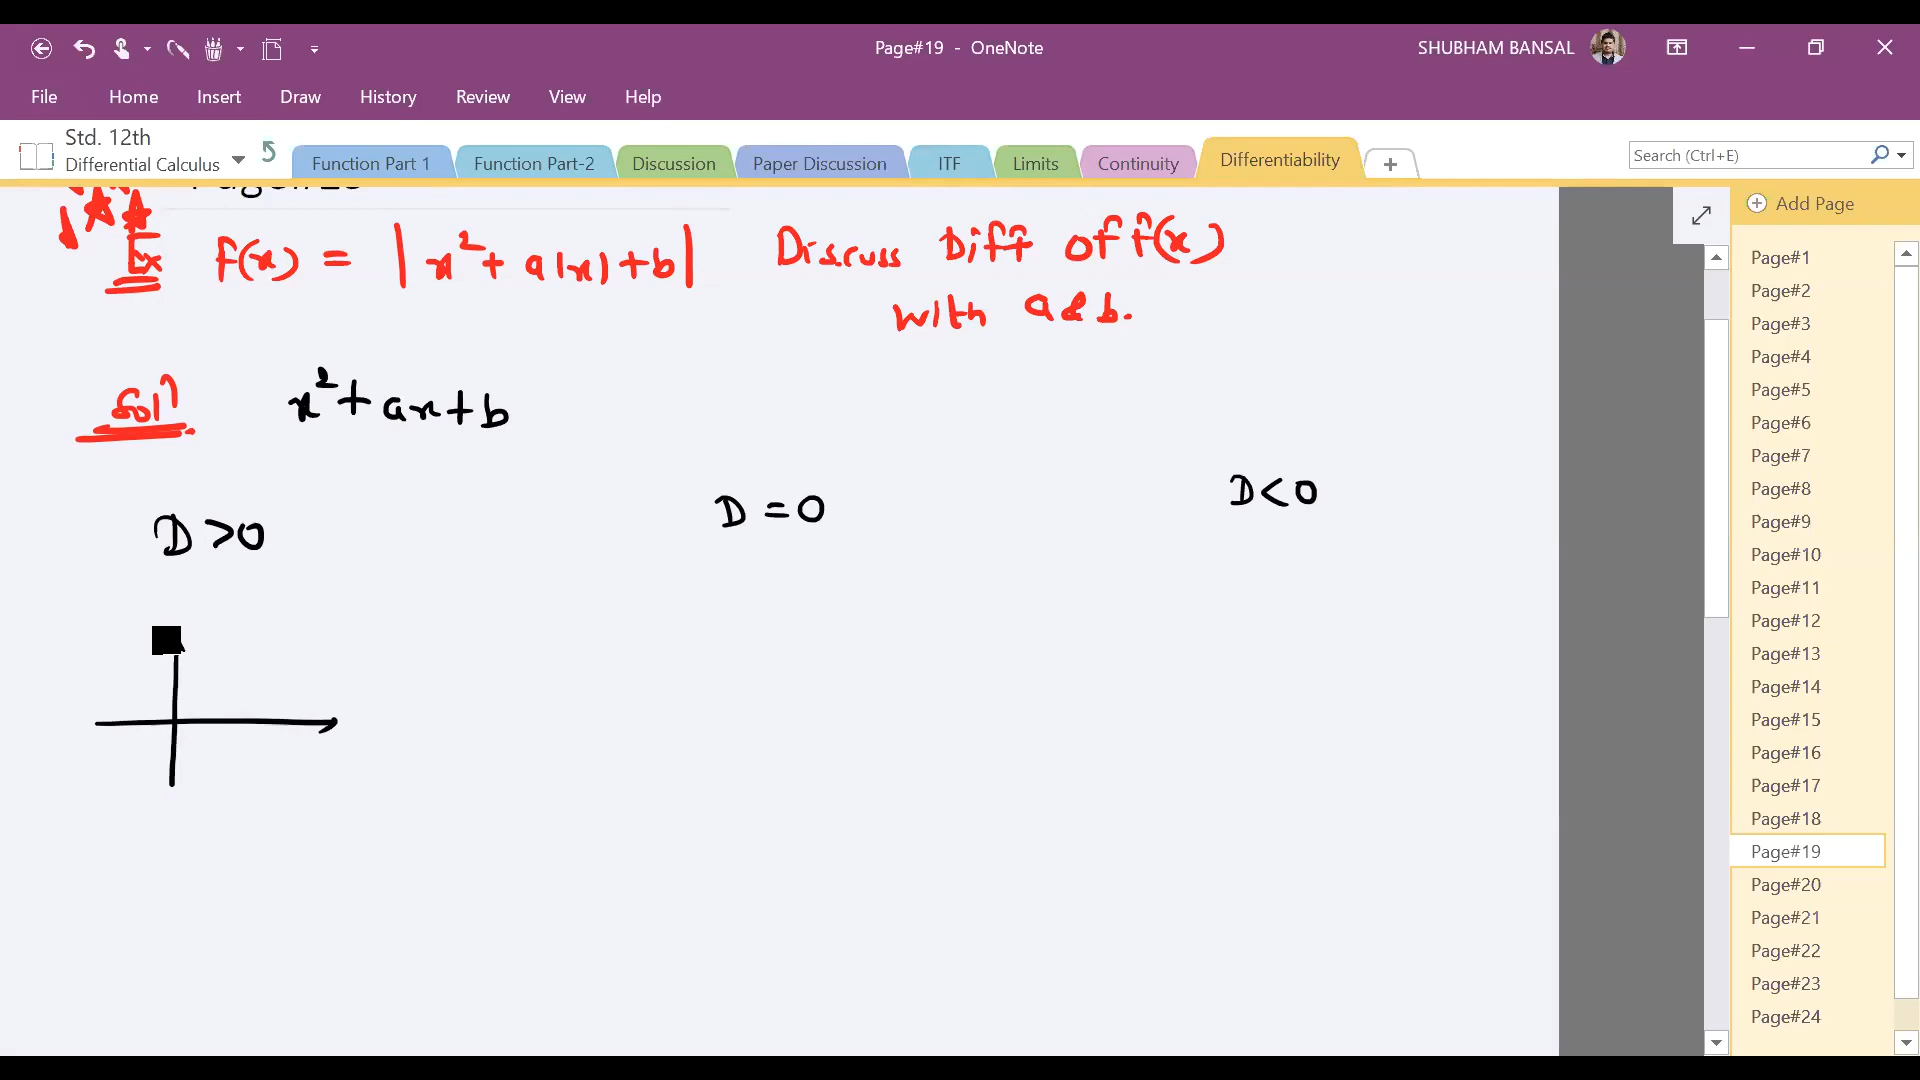 Page#19 - OneNote
SHUBHAM BANSAL
File Home Insert Draw History Review View Help
Std. 12th
Differential Calculus
Function Part 1
Function Part-2
Discussion
Paper Discussion
ITF
Limits
Continuity
Differentiability
Search (Ctrl+E)
Add Page
Ex f(x) = |x² + a|x| + b| Discuss Diff of f(x)
with a & b.
Solⁿ x² + ax + b
D > 0
D = 0
D < 0
Page#1
Page#2
Page#3
Page#4
Page#5
Page#6
Page#7
Page#8
Page#9
Page#10
Page#11
Page#12
Page#13
Page#14
Page#15
Page#16
Page#17
Page#18
Page#19
Page#20
Page#21
Page#22
Page#23
Page#24